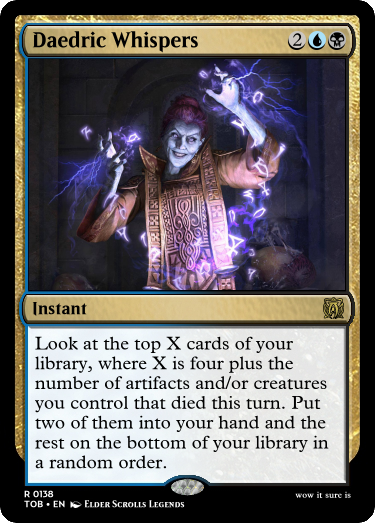 Daedric Whispers 2
Instant
Look at the top X cards of your
library, where X is four plus the
number of artifacts and/or creatures
you control that died this turn. Put
two of them into your hand and the
rest on the bottom of your library in
a random order.
R 0138
TOB • EN Elder Scrolls Legends
wow it sure is